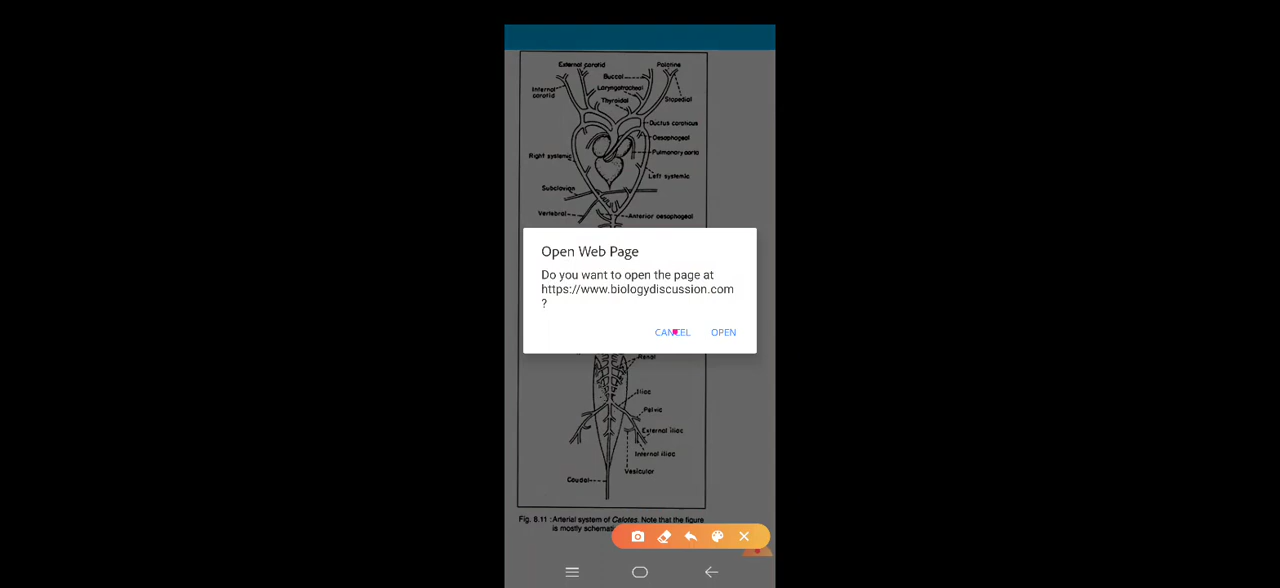 External carotid
Palatine
Buccal
Laryngotracheal
Internal
carotid
Thyroidal
Stapedial
Ductus caroticus
Oesophageal
Right systemic
Pulmonary aorta
Left systemic
Subclavian
Vertebral
Anterior oesophageal
Open Web Page
Do you want to open the page at
https://www.biologydiscussion.com
?
CANCEL
OPEN
Renal
Iliac
Pelvic
External iliac
Internal iliac
Vesicular
Caudal
Fig. 8.11 : Arterial system of Calotes. Note that the figure
is mostly